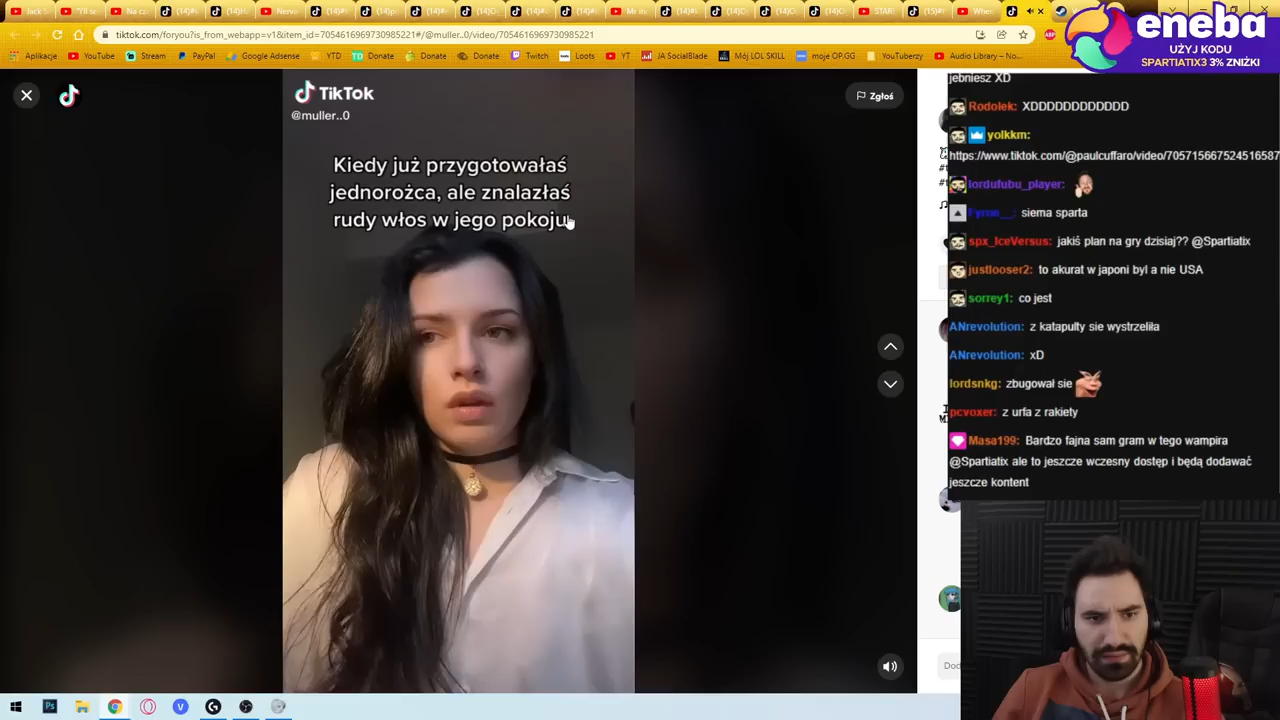 tiktok.com/foryou?is_from_webapp=v1&item_id=7054616969730985221#/@muller..0/video/7054616969730985221
Aplikacje
YouTube
Stream
PayPal
Google Adsense
YTD
Donate
Donate
Donate
Twitch
Loots
YT
JA SocialBlade
Mój LOL SKILL
moje OP.GG
YouTuberzy
Audio Library – No...
eneba
UŻYJ KODU
SPARTIATIX3 3% ZNIŻKI
TikTok
@muller..0
Zgłoś
Kiedy już przygotowałaś
jednorożca, ale znalazłaś
rudy włos w jego pokoju
jebniesz XD
Rodolek: XDDDDDDDDDDDD
yolkkm:
https://www.tiktok.com/@paulcuffaro/video/705715667524516587
lordufubu_player:
Fyron__: siema sparta
spx_IceVersus: jakiś plan na gry dzisiaj?? @Spartiatix
justlooser2: to akurat w japoni byl a nie USA
sorrey1: co jest
ANrevolution: z katapulty sie wystrzeliła
ANrevolution: xD
lordsnkg: zbugował sie
pcvoxer: z urfa z rakiety
Masa199: Bardzo fajna sam gram w tego wampira
@Spartiatix ale to jeszcze wczesny dostęp i będą dodawać
jeszcze kontent